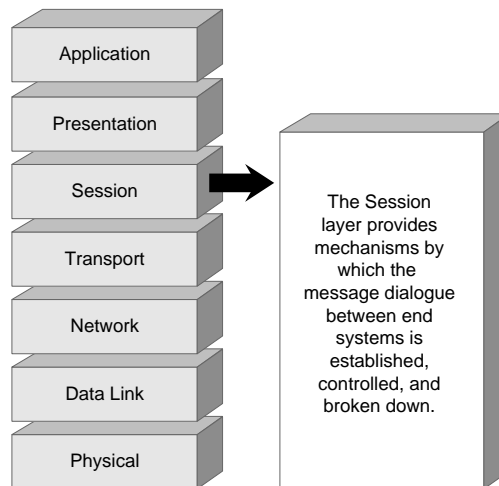 Application
Presentation
Session
Transport
Network
Data Link
Physical
The Session
layer provides
mechanisms by
which the
message dialogue
between end
systems is
established,
controlled, and
broken down.